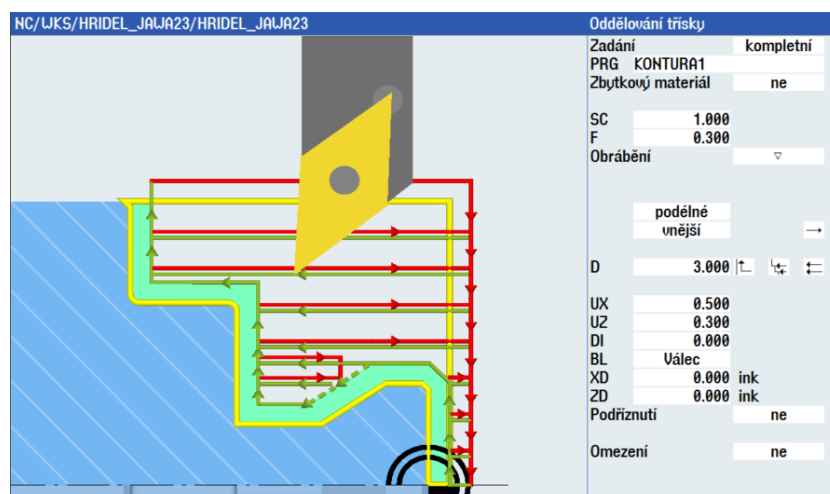 NC/WKS/HRIDEL_JAWA23/HRIDEL_JAWA23
Oddělování třísky
Zadání kompletní
PRG KONTURA1
Zbytkový materiál ne
SC 1.000
F 0.300
Obrábění ▽
podélné
vnější →
D 3.000
UX 0.500
UZ 0.300
DI 0.000
BL Válec
XD 0.000 ink
ZD 0.000 ink
Podříznutí ne
Omezení ne